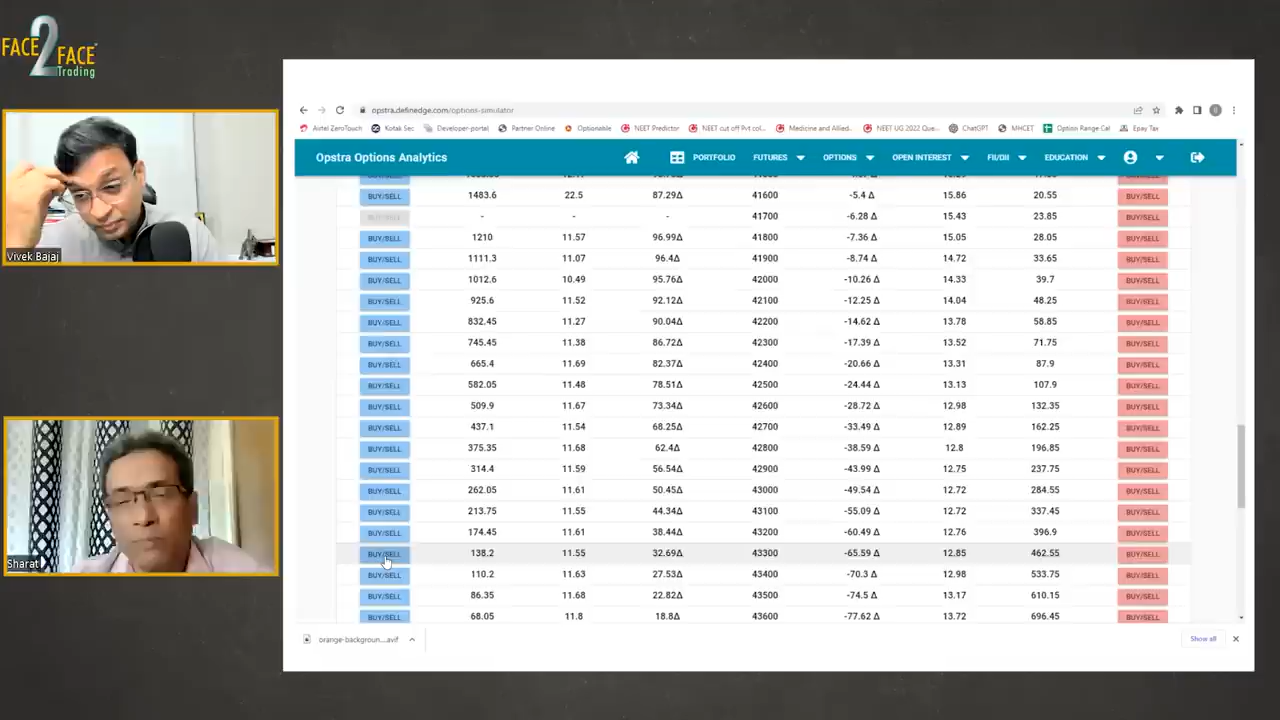 FACE 2 FACE
Trading
Vivek Bajaj
Sharat
opstra.definedge.com/options-simulator
Airtel ZeroTouch Kotak Sec Developer-portal Partner Online Optionable NEET Predictor NEET cut off Pvt col... Medicine and Allied... NEET UG 2022 Que... ChatGPT MHCET Option Range Cal Epay Tax
Opstra Options Analytics PORTFOLIO FUTURES OPTIONS OPEN INTEREST FII/DII EDUCATION
BUY/SELL 1483.6 22.5 87.29Δ 41600 -5.4 Δ 15.86 20.55 BUY/SELL
BUY/SELL - - - 41700 -6.28 Δ 15.43 23.85 BUY/SELL
BUY/SELL 1210 11.57 96.99Δ 41800 -7.36 Δ 15.05 28.05 BUY/SELL
BUY/SELL 1111.3 11.07 96.4Δ 41900 -8.74 Δ 14.72 33.65 BUY/SELL
BUY/SELL 1012.6 10.49 95.76Δ 42000 -10.26 Δ 14.33 39.7 BUY/SELL
BUY/SELL 925.6 11.52 92.12Δ 42100 -12.25 Δ 14.04 48.25 BUY/SELL
BUY/SELL 832.45 11.27 90.04Δ 42200 -14.62 Δ 13.78 58.85 BUY/SELL
BUY/SELL 745.45 11.38 86.72Δ 42300 -17.39 Δ 13.52 71.75 BUY/SELL
BUY/SELL 665.4 11.69 82.37Δ 42400 -20.66 Δ 13.31 87.9 BUY/SELL
BUY/SELL 582.05 11.48 78.51Δ 42500 -24.44 Δ 13.13 107.9 BUY/SELL
BUY/SELL 509.9 11.67 73.34Δ 42600 -28.72 Δ 12.98 132.35 BUY/SELL
BUY/SELL 437.1 11.54 68.25Δ 42700 -33.49 Δ 12.89 162.25 BUY/SELL
BUY/SELL 375.35 11.68 62.4Δ 42800 -38.59 Δ 12.8 196.85 BUY/SELL
BUY/SELL 314.4 11.59 56.54Δ 42900 -43.99 Δ 12.75 237.75 BUY/SELL
BUY/SELL 262.05 11.61 50.45Δ 43000 -49.54 Δ 12.72 284.55 BUY/SELL
BUY/SELL 213.75 11.55 44.34Δ 43100 -55.09 Δ 12.72 337.45 BUY/SELL
BUY/SELL 174.45 11.61 38.44Δ 43200 -60.49 Δ 12.76 396.9 BUY/SELL
BUY/SELL 138.2 11.55 32.69Δ 43300 -65.59 Δ 12.85 462.55 BUY/SELL
BUY/SELL 110.2 11.63 27.53Δ 43400 -70.3 Δ 12.98 533.75 BUY/SELL
BUY/SELL 86.35 11.68 22.82Δ 43500 -74.5 Δ 13.17 610.15 BUY/SELL
BUY/SELL 68.05 11.8 18.8Δ 43600 -77.62 Δ 13.72 696.45 BUY/SELL
orange-backgroun....avif Show all